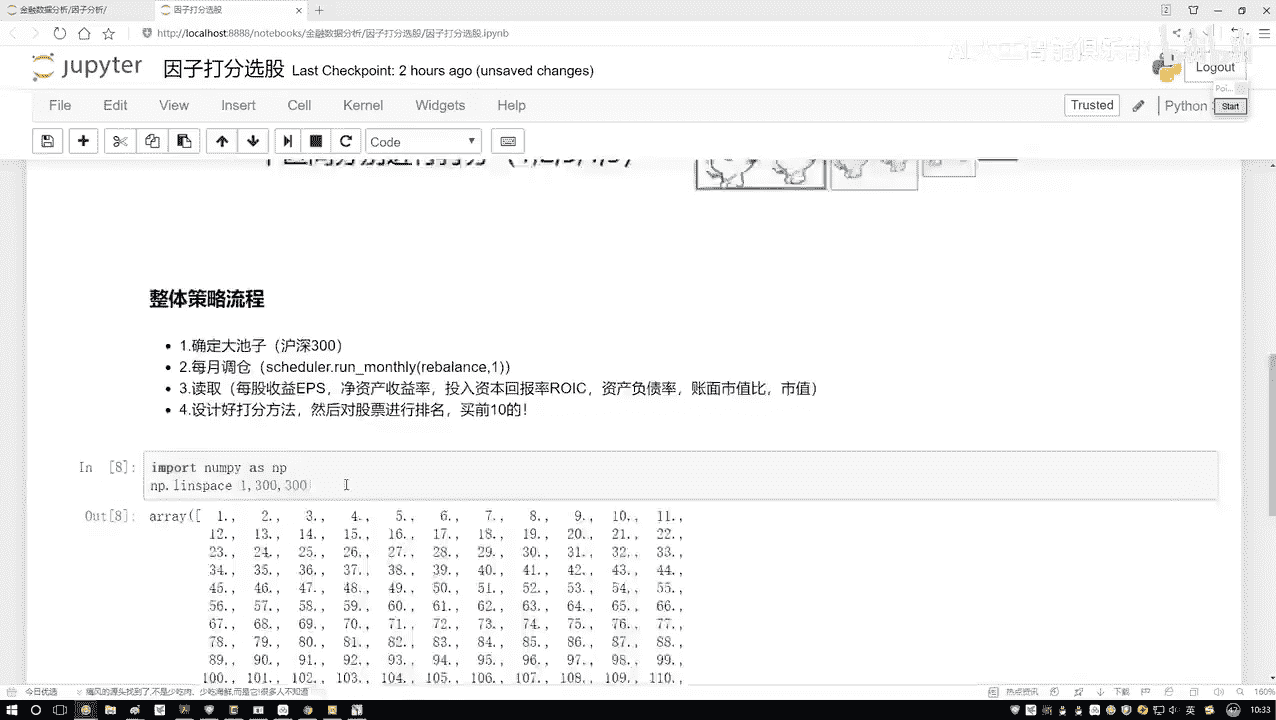 金融数据分析/因子分析/
因子打分选股
http://localhost:8888/notebooks/金融数据分析/因子打分选股/因子打分选股.ipynb
jupyter 因子打分选股 Last Checkpoint: 2 hours ago (unsaved changes)
Logout
File Edit View Insert Cell Kernel Widgets Help
Trusted Python
Start
Code
整体策略流程
1.确定大池子（沪深300）
2.每月调仓（scheduler.run_monthly(rebalance,1)）
3.读取（每股收益EPS，净资产收益率，投入资本回报率ROIC，资产负债率，账面市值比，市值）
4.设计好打分方法，然后对股票进行排名，买前10的！
In [8]: import numpy as np
np.linspace 1,300,300
Out[8]: array([ 1., 2., 3., 4., 5., 6., 7., 8., 9., 10., 11.,
12., 13., 14., 15., 16., 17., 18., 19., 20., 21., 22.,
23., 24., 25., 26., 27., 28., 29., 30., 31., 32., 33.,
34., 35., 36., 37., 38., 39., 40., 41., 42., 43., 44.,
45., 46., 47., 48., 49., 50., 51., 52., 53., 54., 55.,
56., 57., 58., 59., 60., 61., 62., 63., 64., 65., 66.,
67., 68., 69., 70., 71., 72., 73., 74., 75., 76., 77.,
78., 79., 80., 81., 82., 83., 84., 85., 86., 87., 88.,
89., 90., 91., 92., 93., 94., 95., 96., 97., 98., 99.,
100., 101., 102., 103., 104., 105., 106., 107., 108., 109., 110.,
今日优选
热点资讯 下载 160%
英 10:33